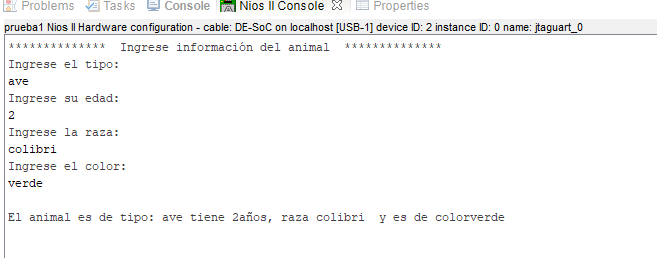 Problems Tasks Console Nios II Console Properties
prueba1 Nios II Hardware configuration - cable: DE-SoC on localhost [USB-1] device ID: 2 instance ID: 0 name: jtaguart_0
************** Ingrese información del animal **************
Ingrese el tipo:
ave
Ingrese su edad:
2
Ingrese la raza:
colibri
Ingrese el color:
verde
El animal es de tipo: ave tiene 2años, raza colibri  y es de colorverde